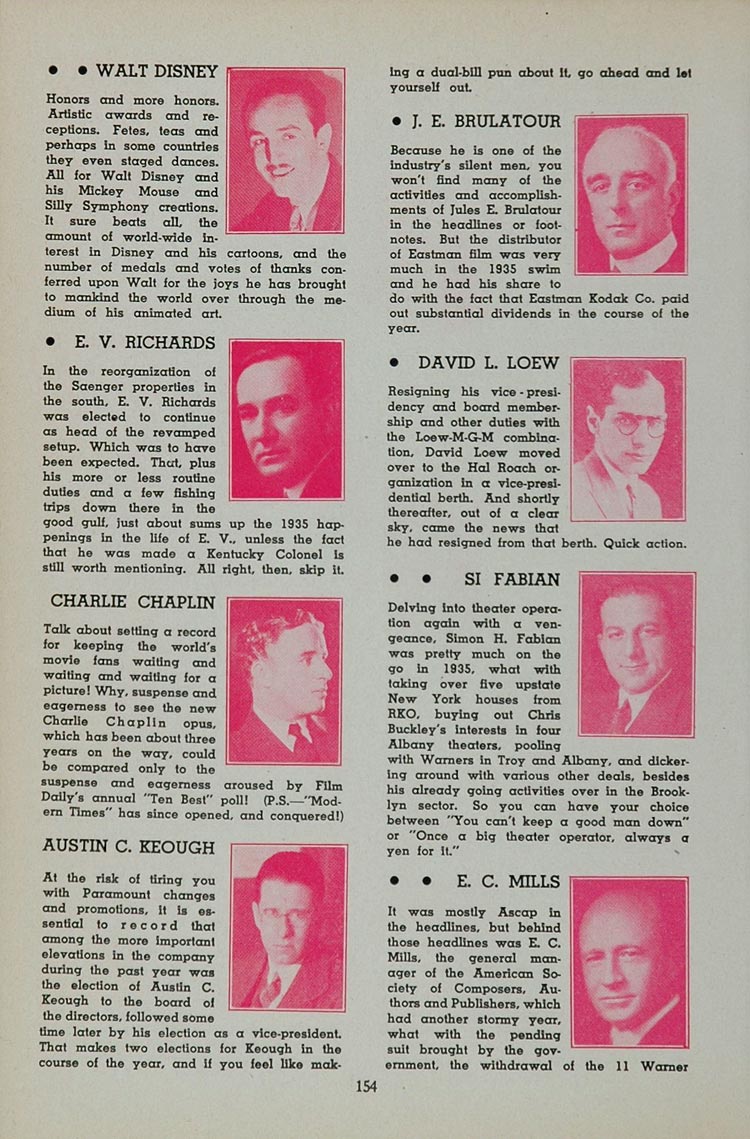 • • WALT DISNEY
Honors and more honors.
Artistic awards and re-
ceptions. Fetes, teas and
perhaps in some countries
they even staged dances.
All for Walt Disney and
his Mickey Mouse and
Silly Symphony creations.
It sure beats all, the
amount of world-wide in-
terest in Disney and his cartoons, and the
number of medals and votes of thanks con-
ferred upon Walt for the joys he has brought
to mankind the world over through the me-
dium of his animated art.
• E. V. RICHARDS
In the reorganization of
the Saenger properties in
the south, E. V. Richards
was elected to continue
as head of the revamped
setup. Which was to have
been expected. That, plus
his more or less routine
duties and a few fishing
trips down there in the
good gulf, just about sums up the 1935 hap-
penings in the life of E. V., unless the fact
that he was made a Kentucky Colonel is
still worth mentioning. All right, then, skip it.
CHARLIE CHAPLIN
Talk about setting a record
for keeping the world's
movie fans waiting and
waiting and waiting for a
picture! Why, suspense and
eagerness to see the new
Charlie Chaplin opus,
which has been about three
years on the way, could
be compared only to the
suspense and eagerness aroused by Film
Daily's annual "Ten Best" poll! (P.S.—"Mod-
ern Times" has since opened, and conquered!)
AUSTIN C. KEOUGH
At the risk of tiring you
with Paramount changes
and promotions, it is es-
sential to record that
among the more important
elevations in the company
during the past year was
the election of Austin C.
Keough to the board of
the directors, followed some
time later by his election as a vice-president.
That makes two elections for Keough in the
course of the year, and if you feel like mak-
ing a dual-bill pun about it, go ahead and let
yourself out.
• J. E. BRULATOUR
Because he is one of the
industry's silent men, you
won't find many of the
activities and accomplish-
ments of Jules E. Brulatour
in the headlines or foot-
notes. But the distributor
of Eastman film was very
much in the 1935 swim
and he had his share to
do with the fact that Eastman Kodak Co. paid
out substantial dividends in the course of the
year.
• DAVID L. LOEW
Resigning his vice-presi-
dency and board member-
ship and other duties with
the Loew-M-G-M combina-
tion, David Loew moved
over to the Hal Roach or-
ganization in a vice-presi-
dential berth. And shortly
thereafter, out of a clear
sky, came the news that
he had resigned from that berth. Quick action.
• • SI FABIAN
Delving into theater opera-
tion again with a ven-
geance, Simon H. Fabian
was pretty much on the
go in 1935, what with
taking over five upstate
New York houses from
RKO, buying out Chris
Buckley's interests in four
Albany theaters, pooling
with Warners in Troy and Albany, and dicker-
ing around with various other deals, besides
his already going activities over in the Brook-
lyn sector. So you can have your choice
between "You can't keep a good man down"
or "Once a big theater operator, always a
yen for it."
• • E. C. MILLS
It was mostly Ascap in
the headlines, but behind
those headlines was E. C.
Mills, the general man-
ager of the American So-
ciety of Composers, Au-
thors and Publishers, which
had another stormy year,
what with the pending
suit brought by the gov-
ernment, the withdrawal of the 11 Warner
154